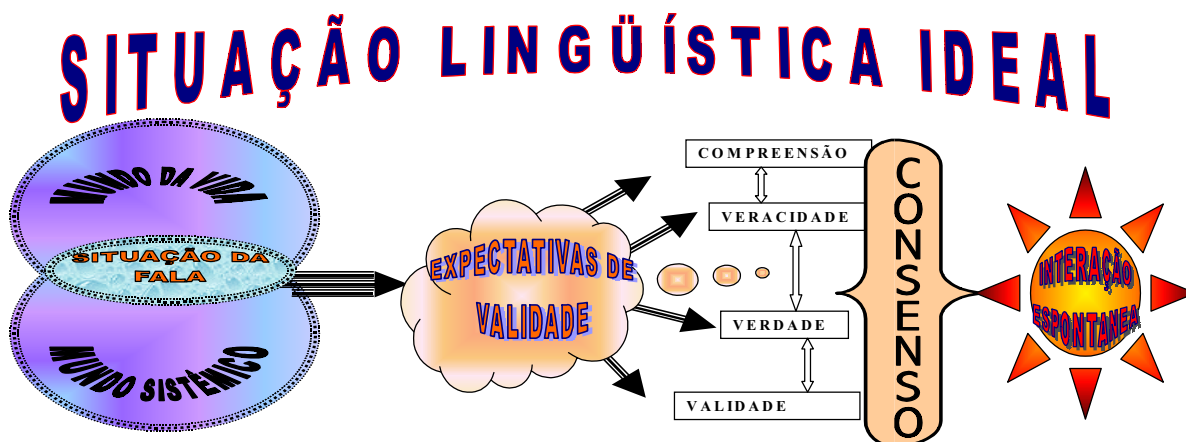 SITUAÇÃO LINGÜÍSTICA IDEAL
MUNDO DA VIDA
SITUAÇÃO DA
FALA
MUNDO SISTÊMICO
EXPECTATIVAS DE
VALIDADE
COMPREENSÃO
VERACIDADE
VERDADE
VALIDADE
CONSENSO
INTERAÇÃO
ESPONTANEA